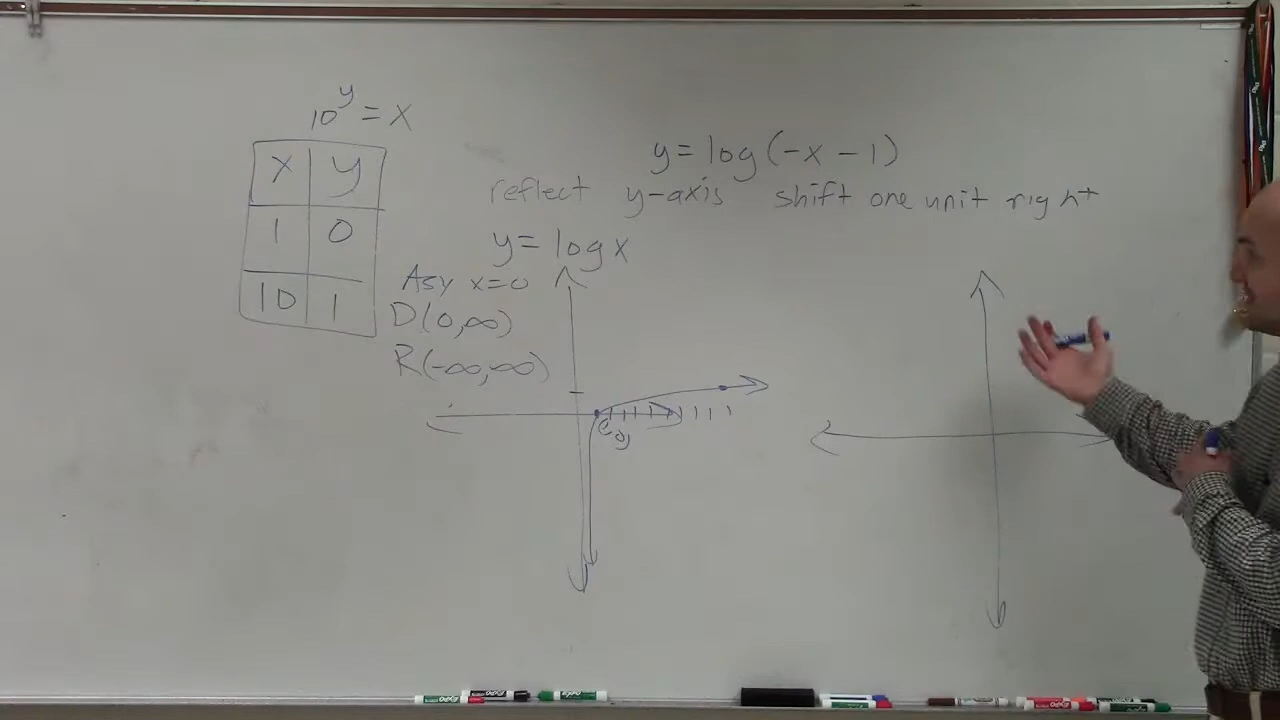 10^y = x
x y
1 0
10 1
y = log(-x - 1)
reflect y-axis shift one unit right
y = log x
Asy x=0
D(0,∞)
R(-∞,∞)